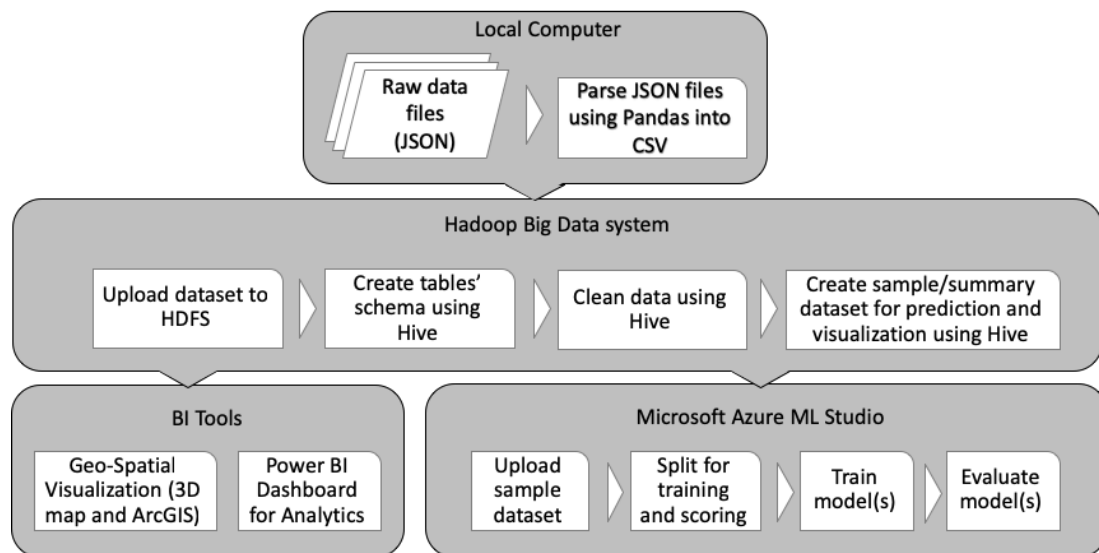 Local Computer
Raw data
files
(JSON)
Parse JSON files
using Pandas into
CSV
Hadoop Big Data system
Upload dataset to
HDFS
Create tables'
schema using
Hive
Clean data using
Hive
Create sample/summary
dataset for prediction and
visualization using Hive
BI Tools
Geo-Spatial
Visualization (3D
map and ArcGIS)
Power BI
Dashboard
for Analytics
Microsoft Azure ML Studio
Upload
sample
dataset
Split for
training
and scoring
Train
model(s)
Evaluate
model(s)